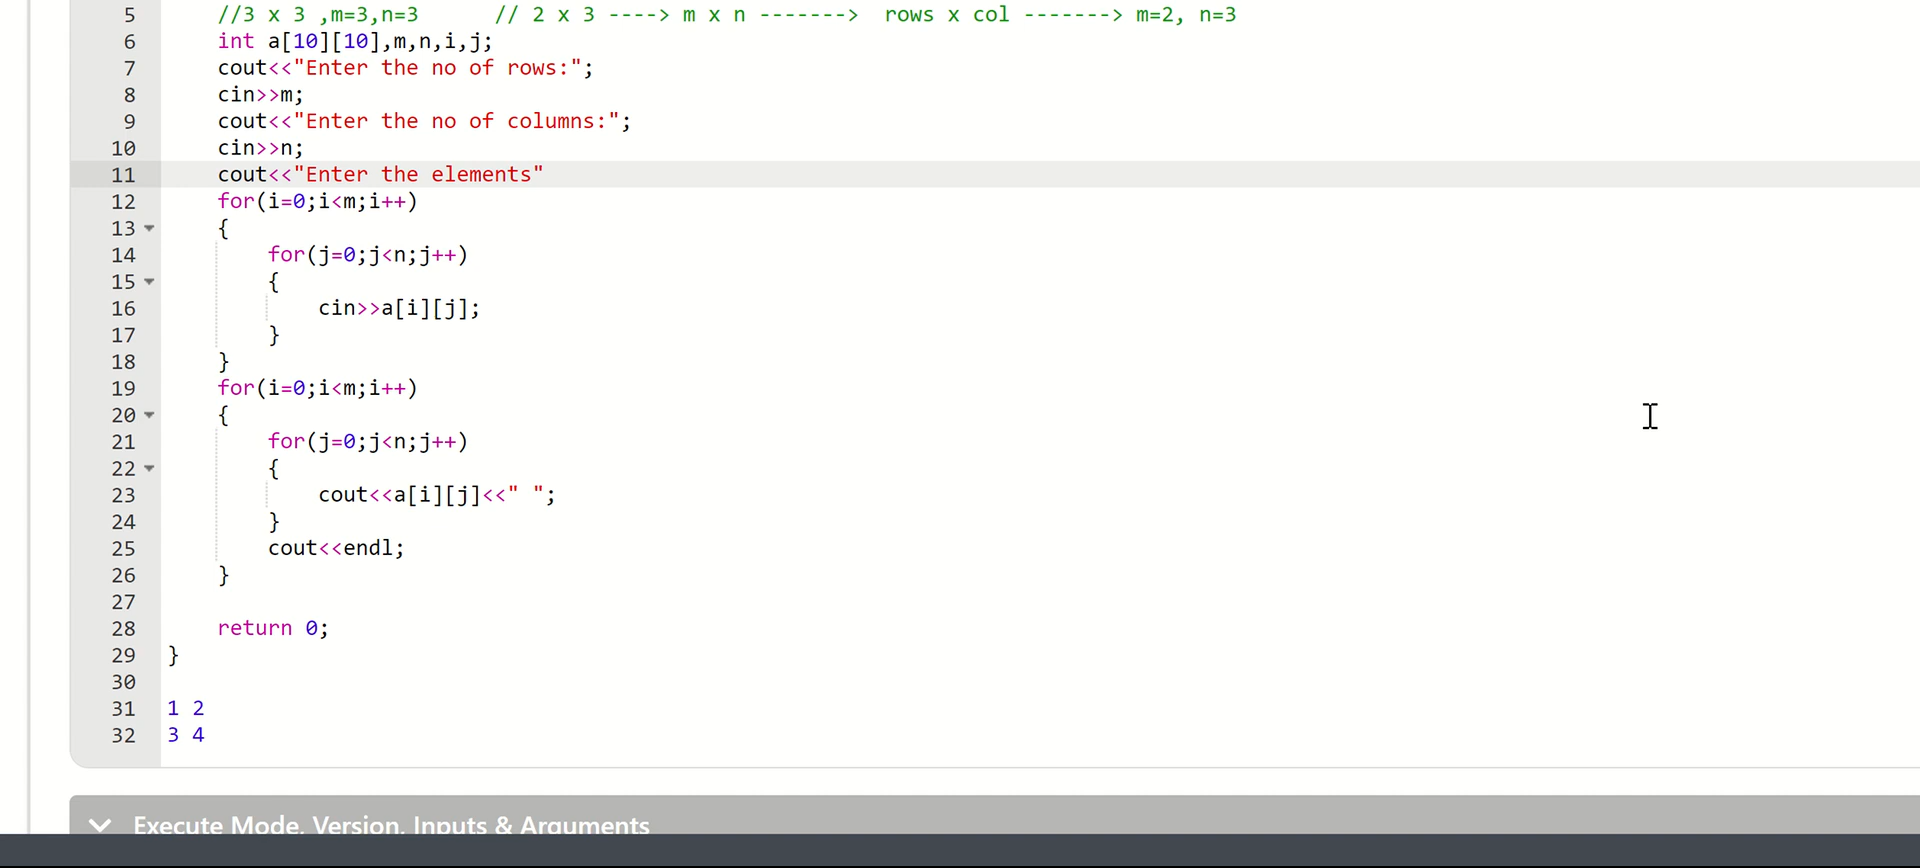 5 //3 x 3 ,m=3,n=3 // 2 x 3 ----> m x n -------> rows x col -------> m=2, n=3
6 int a[10][10],m,n,i,j;
7 cout<<"Enter the no of rows:";
8 cin>>m;
9 cout<<"Enter the no of columns:";
10 cin>>n;
11 cout<<"Enter the elements"
12 for(i=0;i<m;i++)
13 {
14 for(j=0;j<n;j++)
15 {
16 cin>>a[i][j];
17 }
18 }
19 for(i=0;i<m;i++)
20 {
21 for(j=0;j<n;j++)
22 {
23 cout<<a[i][j]<<" ";
24 }
25 cout<<endl;
26 }
27
28 return 0;
29 }
30
31 1 2
32 3 4
Execute Mode, Version, Inputs & Arguments